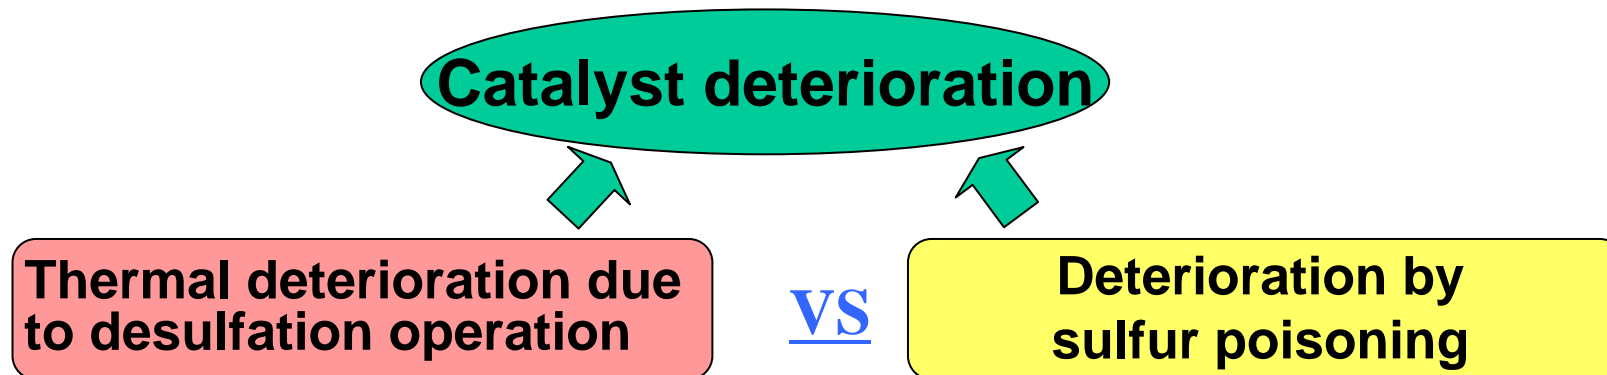 Catalyst deterioration
Thermal deterioration due
to desulfation operation
vs
Deterioration by
sulfur poisoning